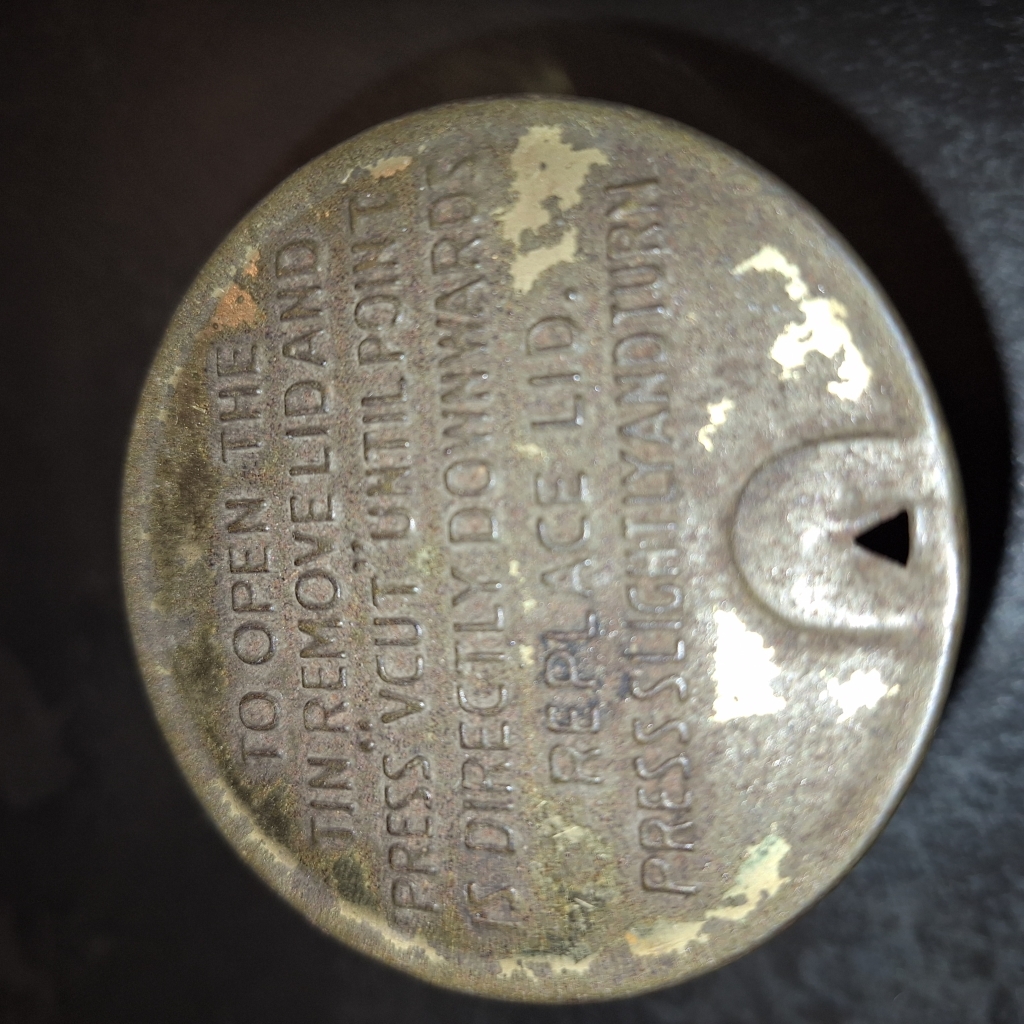 TO OPEN THE
TIN REMOVE LID AND
PRESS "VCUT" UNTIL POINT
IS DIRECTLY DOWNWARDS
REPLACE LID.
PRESS SLIGHTLY AND TURN